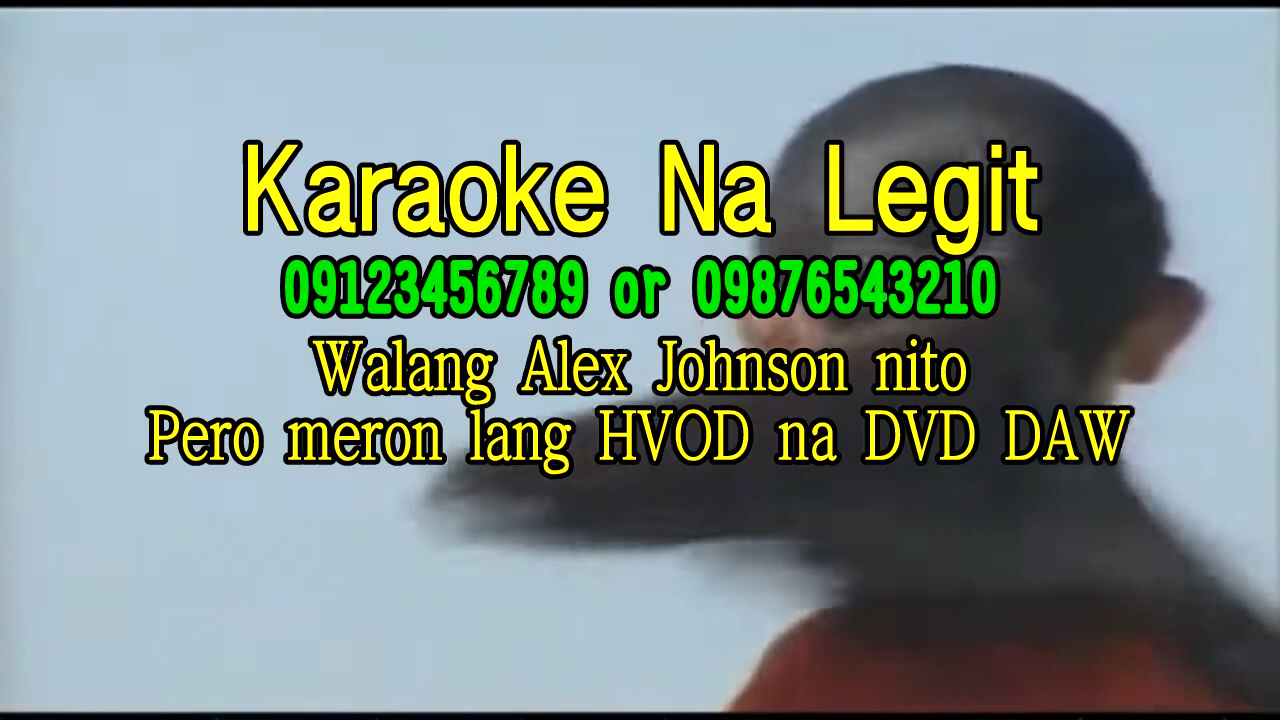 Karaoke Na Legit
09123456789 or 09876543210
Walang Alex Johnson nito
Pero meron lang HVOD na DVD DAW